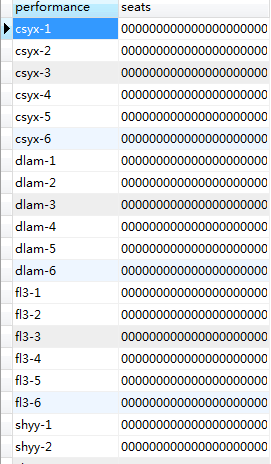 performance seats
csyx-1 000000000000000000000
csyx-2 000000000000000000000
csyx-3 000000000000000000000
csyx-4 000000000000000000000
csyx-5 000000000000000000000
csyx-6 000000000000000000000
dlam-1 000000000000000000000
dlam-2 000000000000000000000
dlam-3 000000000000000000000
dlam-4 000000000000000000000
dlam-5 000000000000000000000
dlam-6 000000000000000000000
fl3-1 000000000000000000000
fl3-2 000000000000000000000
fl3-3 000000000000000000000
fl3-4 000000000000000000000
fl3-5 000000000000000000000
fl3-6 000000000000000000000
shyy-1 000000000000000000000
shyy-2 000000000000000000000